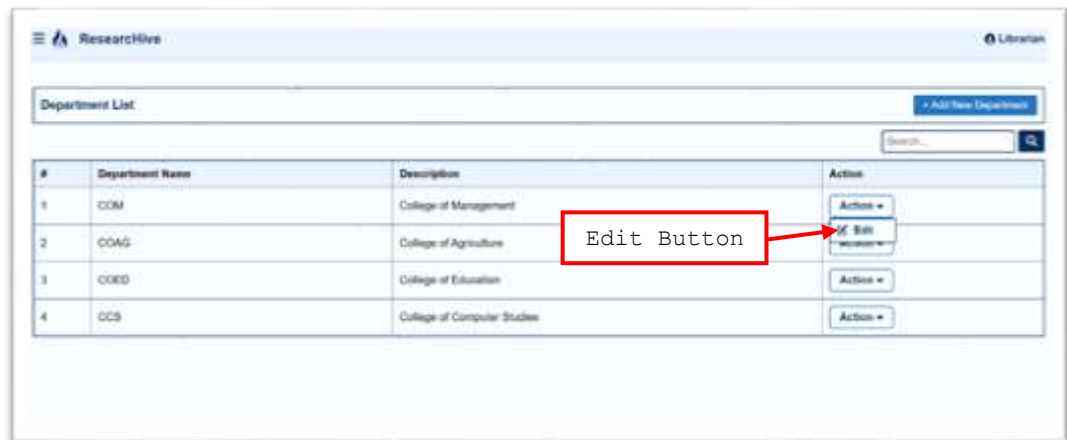 ResearcHive Librarian
Department List + Add New Department
Search...
# Department Name Description Action
1 COM College of Management Action
Edit
2 COAG College of Agriculture Action
Edit Button
3 COED College of Education Action
4 CCS College of Computer Studies Action